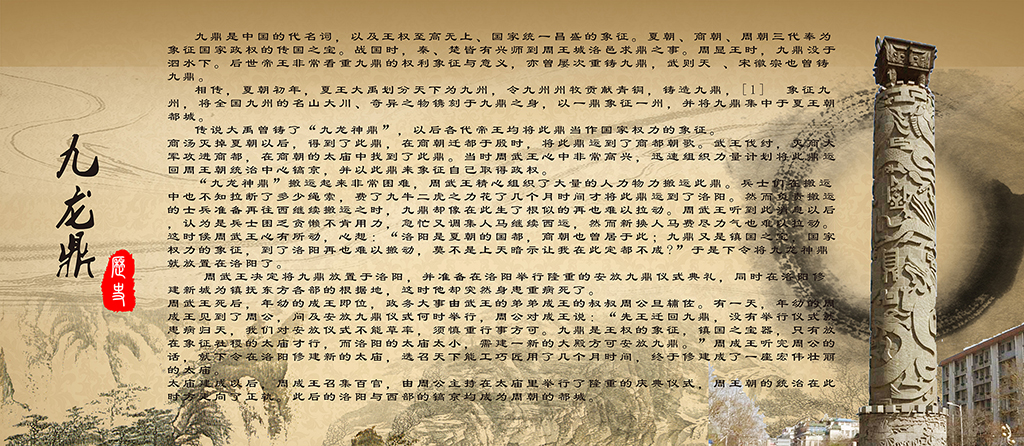 九龙鼎
歷史
九鼎是中国的代名词，以及王权至高无上、国家统一昌盛的象征。夏朝、商朝、周朝三代奉为
象征国家政权的传国之宝。战国时，秦、楚皆有兴师到周王城洛邑求鼎之事。周显王时，九鼎没于
泗水下。后世帝王非常看重九鼎的权利象征与意义，亦曾屡次重铸九鼎，武则天 、宋徽宗也曾铸
九鼎。
相传，夏朝初年，夏王大禹划分天下为九州，令九州州牧贡献青铜，铸造九鼎，[1] 象征九
州，将全国九州的名山大川、奇异之物镌刻于九鼎之身，以一鼎象征一州，并将九鼎集中于夏王朝
都城。
传说大禹曾铸了“九龙神鼎”，以后各代帝王均将此鼎当作国家权力的象征。
商汤灭掉夏朝以后，得到了此鼎，在商朝迁都于殷时，将此鼎运到了商都朝歌。武王伐纣，灭商大
军攻进商都，在商朝的太庙中找到了此鼎。当时周武王心中非常高兴，迅速组织力量计划将此鼎运
回周王朝统治中心镐京，并以此鼎来象征自己取得政权。
“九龙神鼎”搬运起来非常困难，周武王精心组织了大量的人力物力搬运此鼎。兵士们在搬运
中也不知拉断了多少绳索，费了九牛二虎之力花了几个月时间才将此鼎运到了洛阳。然而负责搬运
的士兵准备再往西继续搬运之时，九鼎却像在此生了根似的再也难以拉动。周武王听到此消息以后
，认为是兵士困乏贪懒不肯用力，急忙又调集人马继续西运，然而新换人马费尽力气也难以拉动。
这时候周武王心有所动，心想：“洛阳是夏朝的国都，商朝也曾居于此；九鼎又是镇国之宝，国家
权力的象征，到了洛阳再也难以搬动，莫不是上天暗示让我在此定都不成？”于是下令将九龙神鼎
就放置在洛阳了。
周武王决定将九鼎放置于洛阳，并准备在洛阳举行隆重的安放九鼎仪式典礼，同时在洛阳修
建新城为镇抚东方各部的根据地，这时他却突然身患重病死了。
周武王死后，年幼的成王即位，政务大事由武王的弟弟成王的叔叔周公旦辅佐。有一天，年幼的周
成王见到了周公，问及安放九鼎仪式何时举行，周公对成王说：“先王迁回九鼎，没有举行仪式就
患病归天，我们对安放仪式不能草率，须慎重行事方可。九鼎是王权的象征，镇国之宝器，只有放
在象征社稷的太庙才行，而洛阳的太庙太小，需建一新的大殿方可安放九鼎。”周成王听完周公的
话，就下令在洛阳修建新的太庙，选召天下能工巧匠用了几个月时间，终于修建成了一座宏伟壮丽
的太庙。
太庙建成以后，周成王召集百官，由周公主持在太庙里举行了隆重的庆典仪式，周王朝的统治在此
时方走向了正轨，此后的洛阳与西部的镐京均成为周朝的都城。